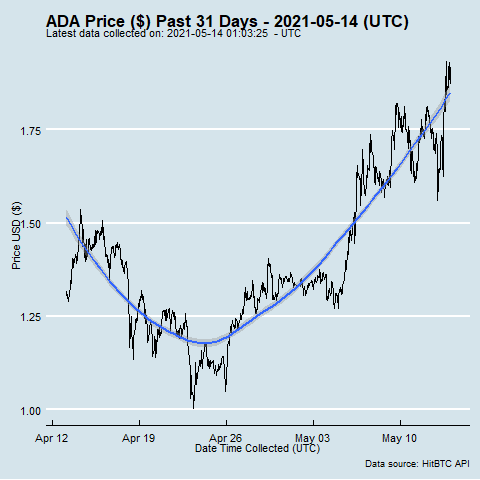 ADA Price ($) Past 31 Days - 2021-05-14 (UTC)
Latest data collected on: 2021-05-14 01:03:25  - UTC
Price USD ($)
1.75
1.50
1.25
1.00
Apr 12 Apr 19 Apr 26 May 03 May 10
Date Time Collected (UTC)
Data source: HitBTC API